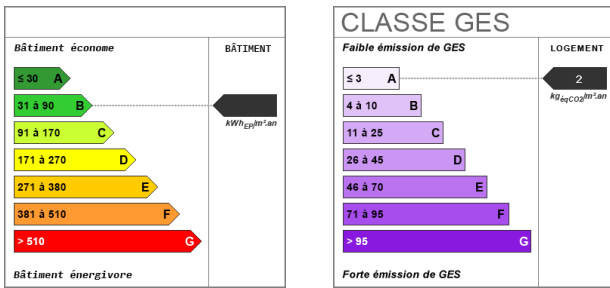 Bâtiment économe
BÂTIMENT
≤ 30 A
31 à 90 B
kWhEP/m².an
91 à 170 C
171 à 270 D
271 à 380 E
381 à 510 F
> 510 G
Bâtiment énergivore
CLASSE GES
Faible émission de GES
LOGEMENT
≤ 3 A
2
kgéqCO2/m².an
4 à 10 B
11 à 25 C
26 à 45 D
46 à 70 E
71 à 95 F
> 95 G
Forte émission de GES